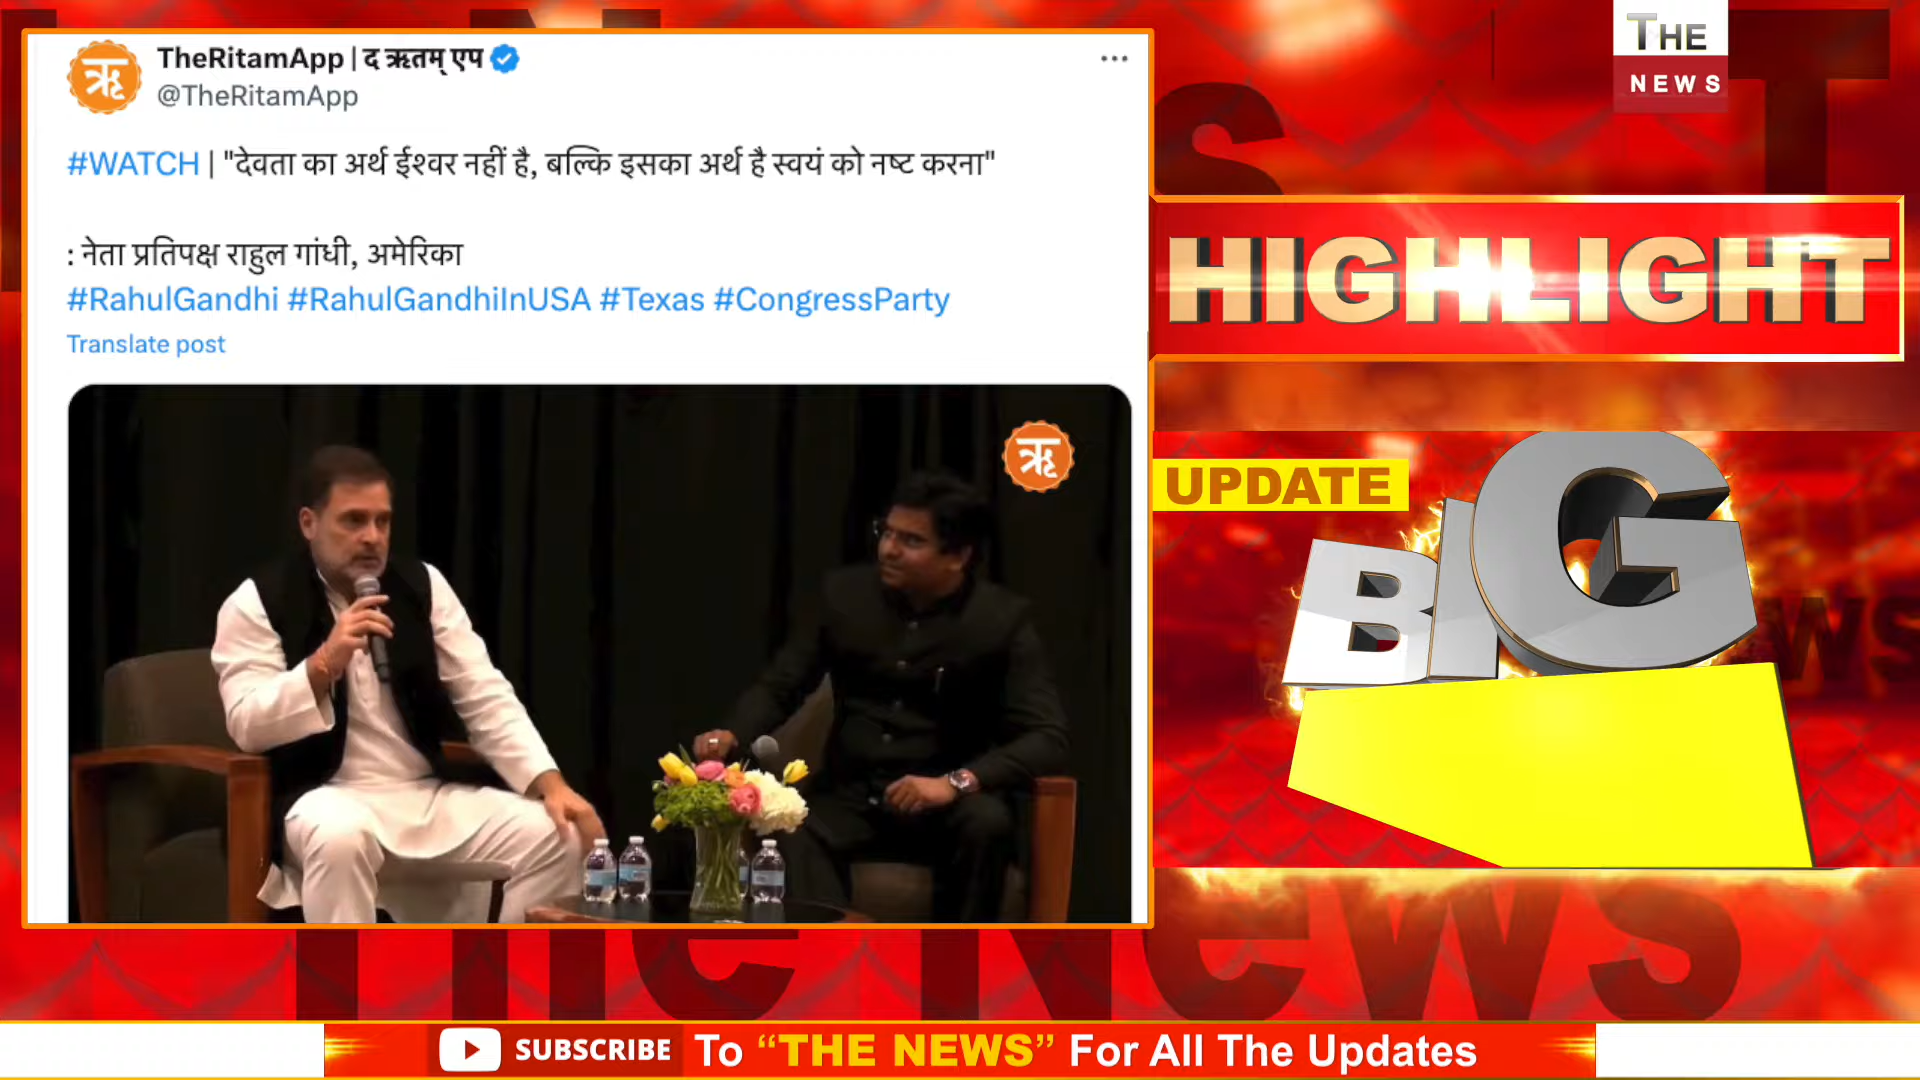 TheRitamApp | द ऋतम् एप
@TheRitamApp
#WATCH | "देवता का अर्थ ईश्वर नहीं है, बल्कि इसका अर्थ है स्वयं को नष्ट करना"
: नेता प्रतिपक्ष राहुल गांधी, अमेरिका
#RahulGandhi #RahulGandhiInUSA #Texas #CongressParty
Translate post
ऋ
ऋ
THE
NEWS
HIGHLIGHT
UPDATE
BIG
The News
SUBSCRIBE To “THE NEWS” For All The Updates